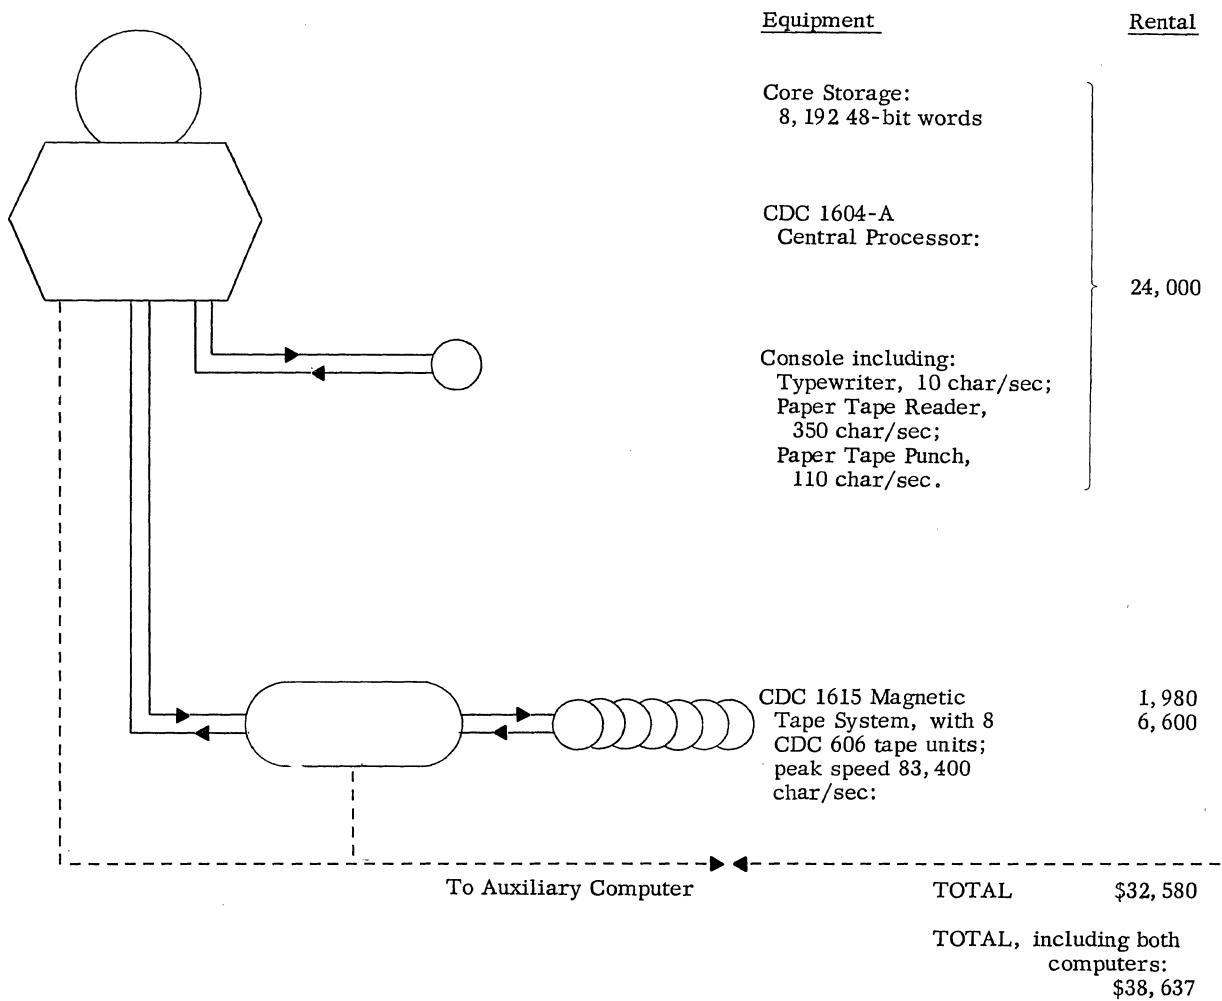 Equipment Rental
Core Storage:
8, 192 48-bit words
CDC 1604-A
Central Processor:
24, 000
Console including:
Typewriter, 10 char/sec;
Paper Tape Reader,
350 char/sec;
Paper Tape Punch,
110 char/sec.
CDC 1615 Magnetic 1, 980
Tape System, with 8 6, 600
CDC 606 tape units;
peak speed 83, 400
char/sec:
To Auxiliary Computer
TOTAL $32, 580
TOTAL, including both
computers:
$38, 637